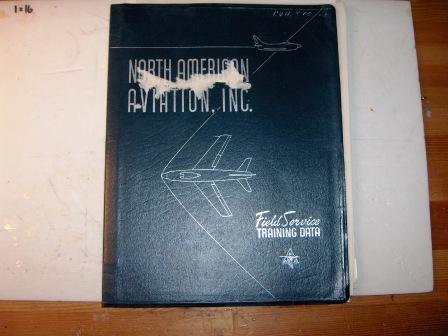 1=16
NORTH AMERICAN
AVIATION, INC.
Field Service
TRAINING DATA